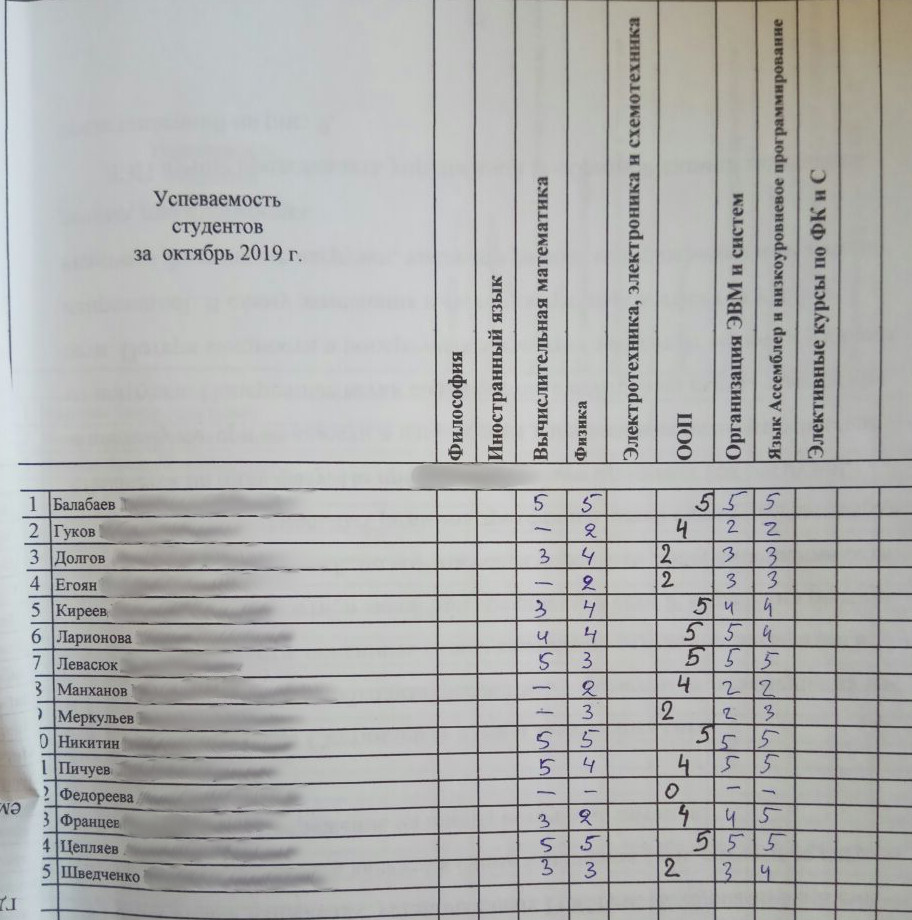 Успеваемость
студентов
за октябрь 2019 г.
Философия
Иностранный язык
Вычислительная математика
Физика
Электротехника, электроника и схемотехника
ООП
Организация ЭВМ и систем
Язык Ассемблер и низкоуровневое программирование
Элективные курсы по ФК и С
1 Балабаев 5 5 5 5 5
2 Гуков – 2 4 2 2
3 Долгов 3 4 2 3 3
4 Егоян – 2 2 3 3
5 Киреев 3 4 5 4 4
6 Ларионова 4 4 5 5 4
7 Левасюк 5 3 5 5 5
8 Манханов – 2 4 2 2
9 Меркульев – 3 2 2 3
0 Никитин 5 5 5 5 5
1 Пичуев 5 4 4 5 5
2 Федореева – – 0 – –
3 Францев 3 2 4 4 5
4 Цепляев 5 5 5 5 5
5 Шведченко 3 3 2 3 4